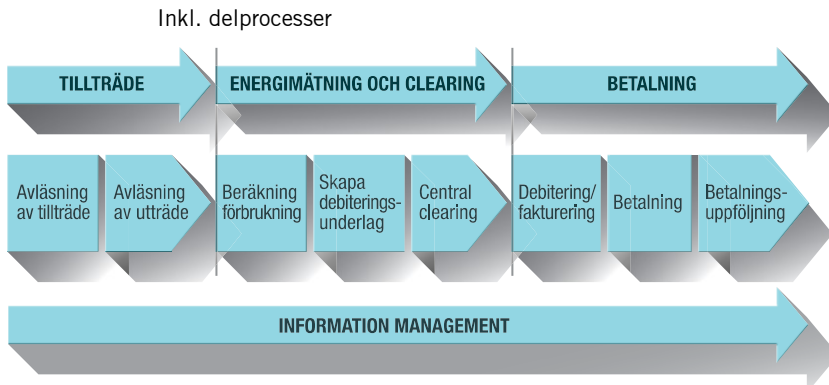 Inkl. delprocesser
TILLTRÄDE
ENERGIMÄTNING OCH CLEARING
BETALNING
Avläsning
av tillträde
Avläsning
av utträde
Beräkning
förbrukning
Skapa
debiterings-
underlag
Central
clearing
Debitering/
fakturering
Betalning
Betalnings-
uppföljning
INFORMATION MANAGEMENT